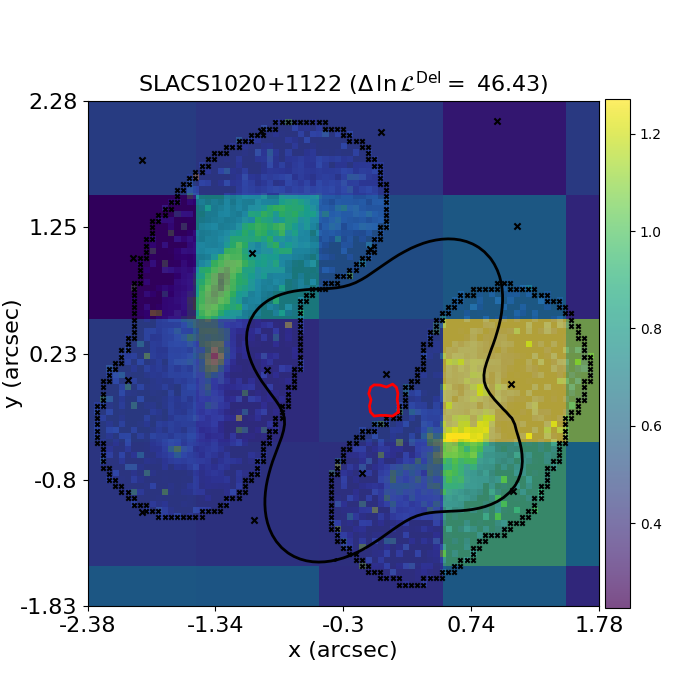 SLACS1020+1122 (Δ ln ℒ^Del = 46.43)
2.28
1.25
0.23
-0.8
-1.83
y (arcsec)
-2.38 -1.34 -0.3 0.74 1.78
x (arcsec)
1.2
1.0
0.8
0.6
0.4